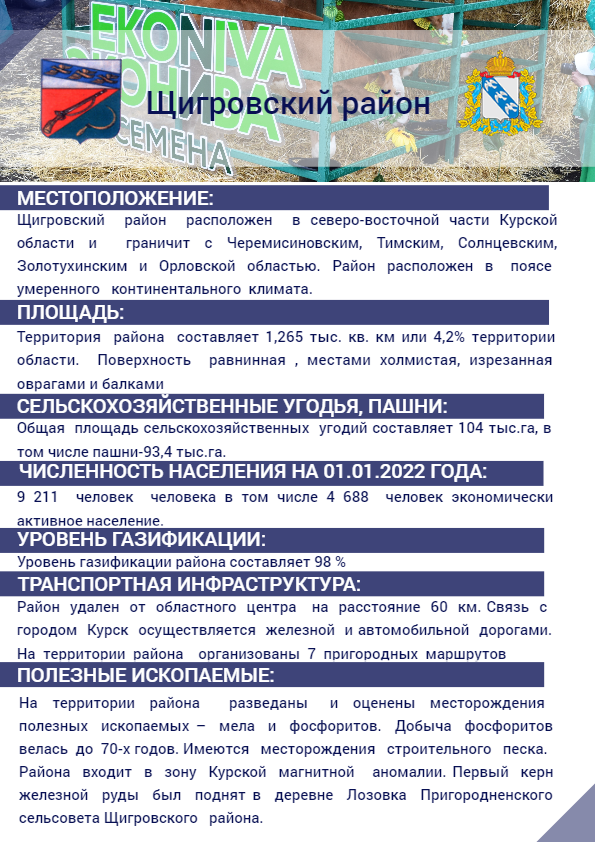 EKONIVA
ЭКОНИВА
СЕМЕНА
Щигровский район
МЕСТОПОЛОЖЕНИЕ:
Щигровский район расположен в северо-восточной части Курской
области и граничит с Черемисиновским, Тимским, Солнцевским,
Золотухинским и Орловской областью. Район расположен в поясе
умеренного континентального климата.
ПЛОЩАДЬ:
Территория района составляет 1,265 тыс. кв. км или 4,2% территории
области. Поверхность равнинная , местами холмистая, изрезанная
оврагами и балками
СЕЛЬСКОХОЗЯЙСТВЕННЫЕ УГОДЬЯ, ПАШНИ:
Общая площадь сельскохозяйственных угодий составляет 104 тыс.га, в
том числе пашни-93,4 тыс.га.
ЧИСЛЕННОСТЬ НАСЕЛЕНИЯ НА 01.01.2022 ГОДА:
9 211 человек человека в том числе 4 688 человек экономически
активное население.
УРОВЕНЬ ГАЗИФИКАЦИИ:
Уровень газификации района составляет 98 %
ТРАНСПОРТНАЯ ИНФРАСТРУКТУРА:
Район удален от областного центра на расстояние 60 км. Связь с
городом Курск осуществляется железной и автомобильной дорогами.
На территории района организованы 7 пригородных маршрутов
ПОЛЕЗНЫЕ ИСКОПАЕМЫЕ:
На территории района разведаны и оценены месторождения
полезных ископаемых – мела и фосфоритов. Добыча фосфоритов
велась до 70-х годов. Имеются месторождения строительного песка.
Района входит в зону Курской магнитной аномалии. Первый керн
железной руды был поднят в деревне Лозовка Пригородненского
сельсовета Щигровского района.